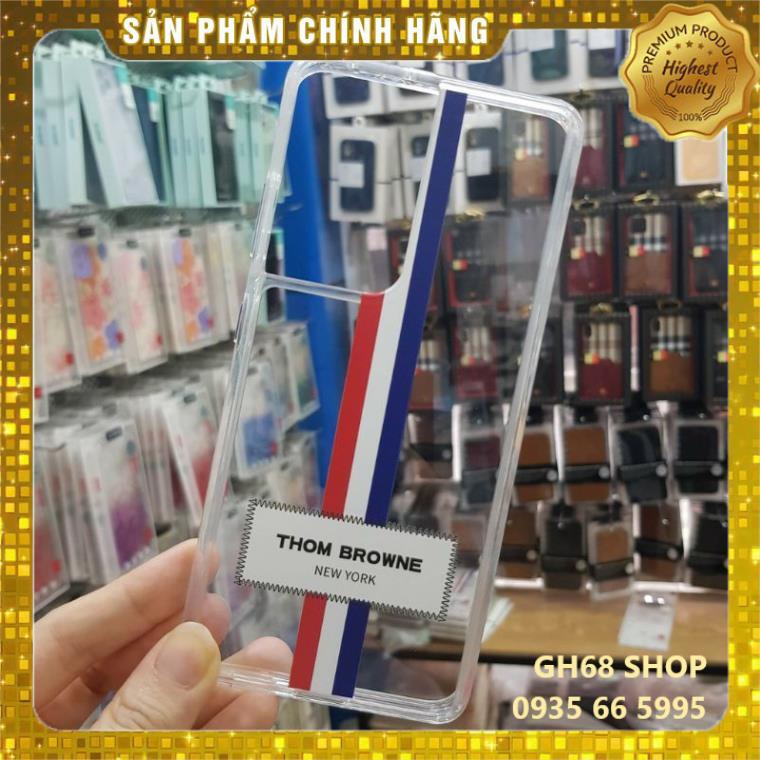 SẢN PHẨM CHÍNH HÃNG
PREMIUM PRODUCT
Highest
Quality
100%
THOM BROWNE
NEW YORK
GH68 SHOP
0935 66 5995